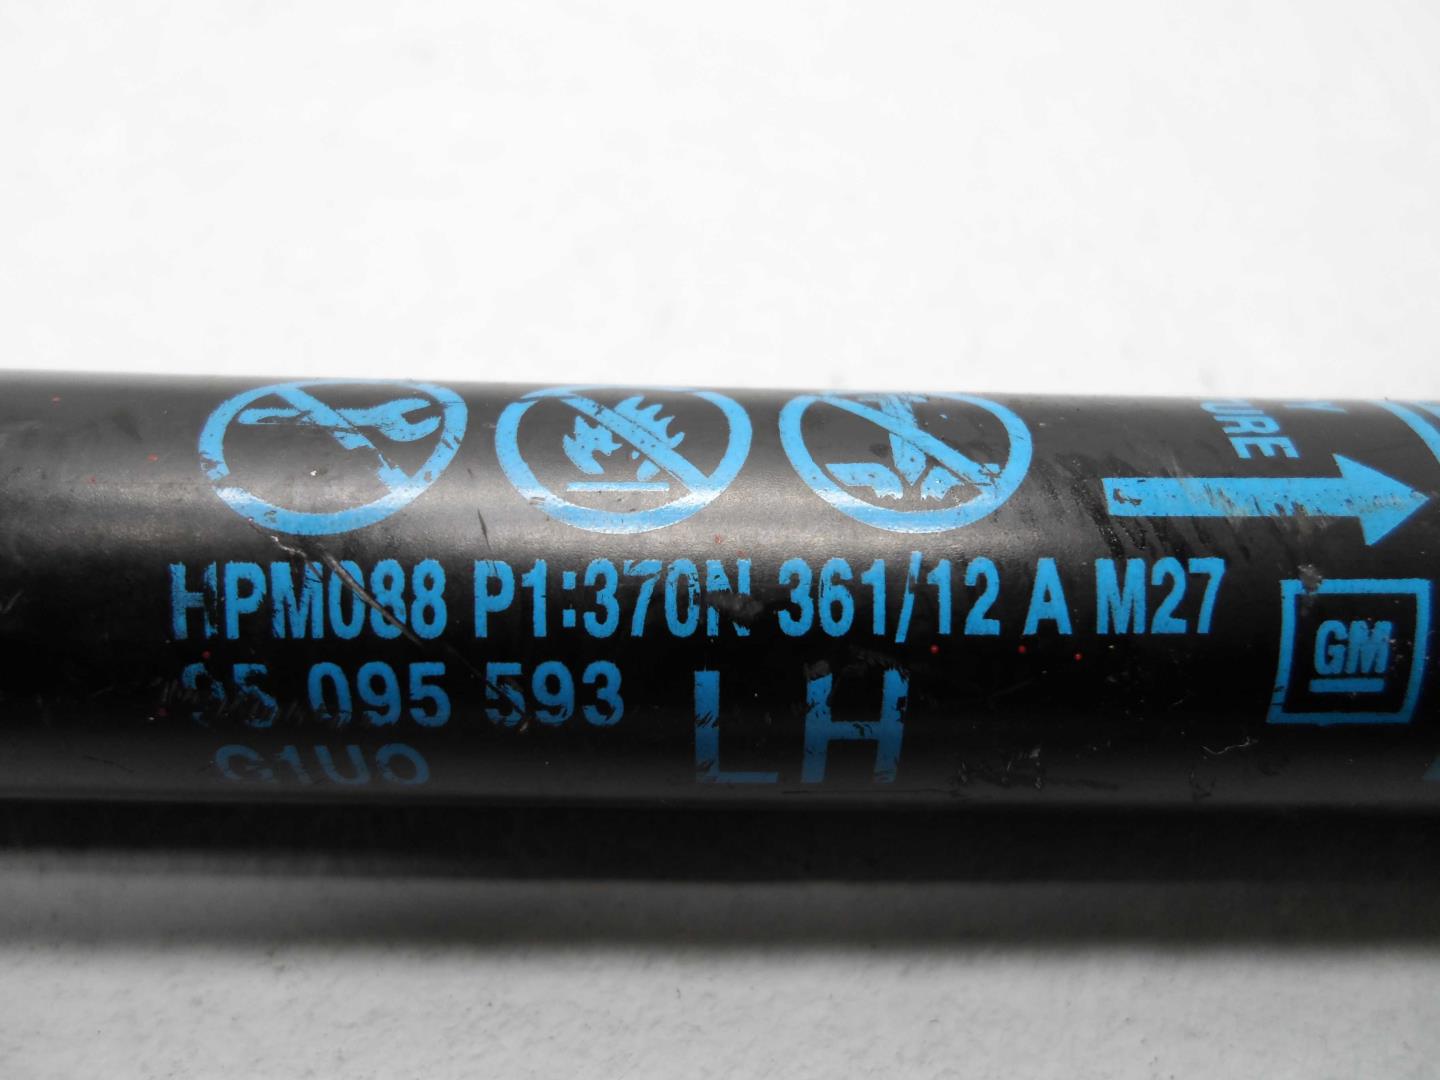 HPM088 P1:370N 361/12 A M27
95 095 593 LH
GM